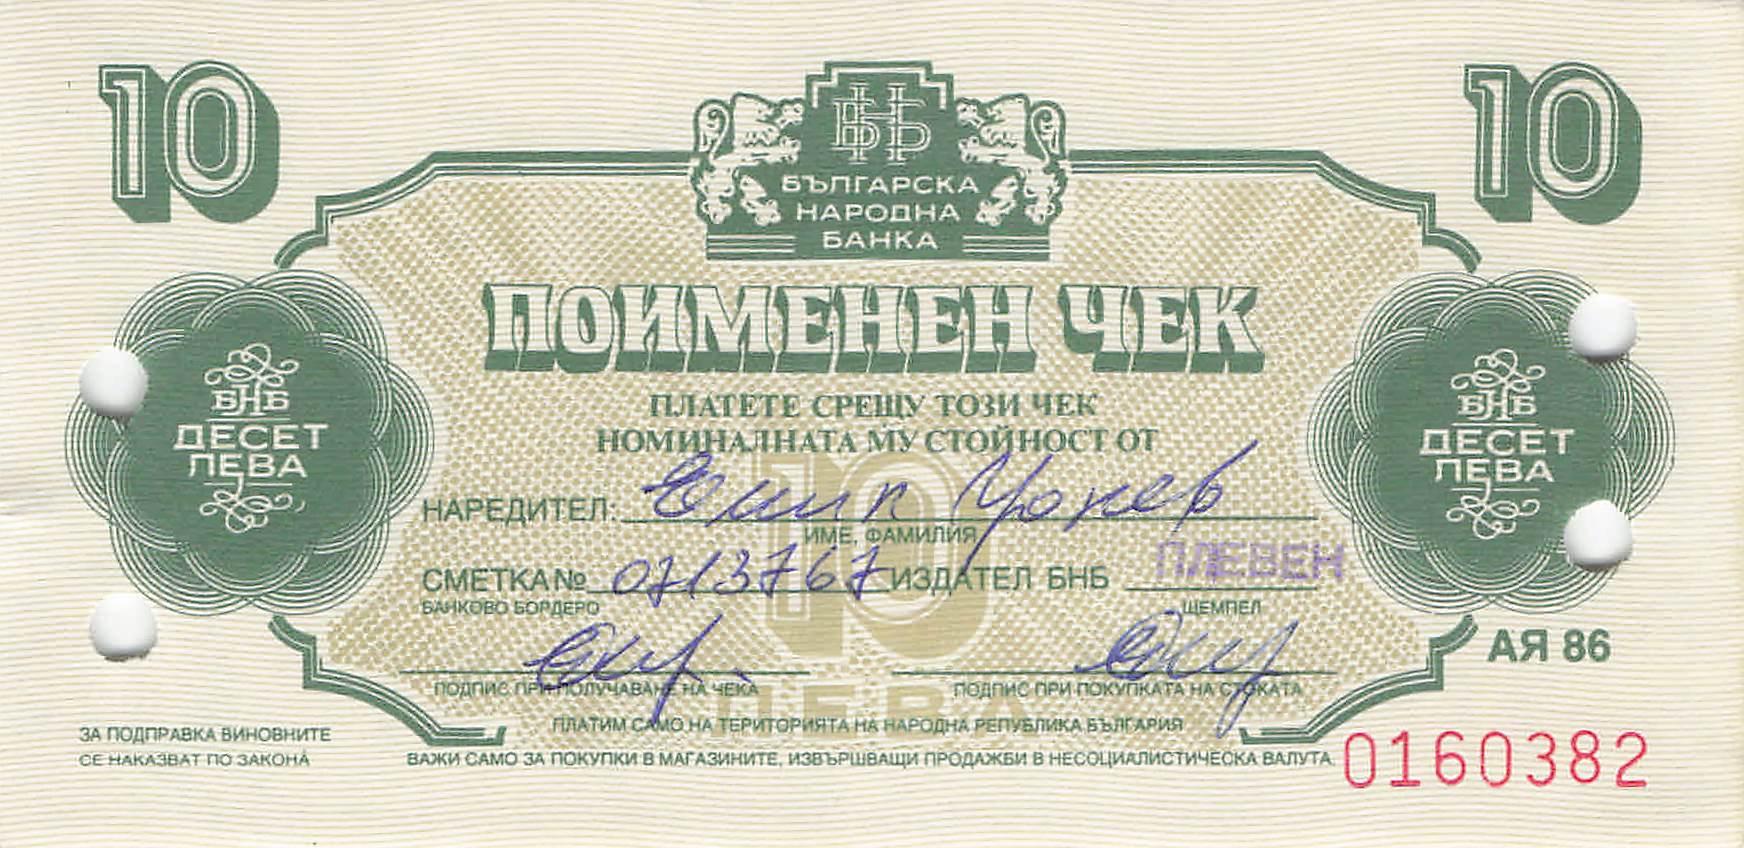 10 10
БНБ
БЪЛГАРСКА
НАРОДНА
БАНКА
ПОИМЕНЕН ЧЕК
БНБ
ДЕСЕТ
ЛЕВА
БНБ
ДЕСЕТ
ЛЕВА
ПЛАТЕТЕ СРЕЩУ ТОЗИ ЧЕК
НОМИНАЛНАТА МУ СТОЙНОСТ ОТ
НАРЕДИТЕЛ:
ИМЕ, ФАМИЛИЯ
СМЕТКА № 0713767 ИЗДАТЕЛ БНБ ПЛЕВЕН
БАНКОВО БОРДЕРО ЩЕМПЕЛ
10
ЛЕВА
АЯ 86
ПОДПИС ПРИ ПОЛУЧАВАНЕ НА ЧЕКА ПОДПИС ПРИ ПОКУПКАТА НА СТОКАТА
ПЛАТИМ САМО НА ТЕРИТОРИЯТА НА НАРОДНА РЕПУБЛИКА БЪЛГАРИЯ
ЗА ПОДПРАВКА ВИНОВНИТЕ
СЕ НАКАЗВАТ ПО ЗАКОНА
ВАЖИ САМО ЗА ПОКУПКИ В МАГАЗИНИТЕ, ИЗВЪРШВАЩИ ПРОДАЖБИ В НЕСОЦИАЛИСТИЧЕСКА ВАЛУТА.
0160382